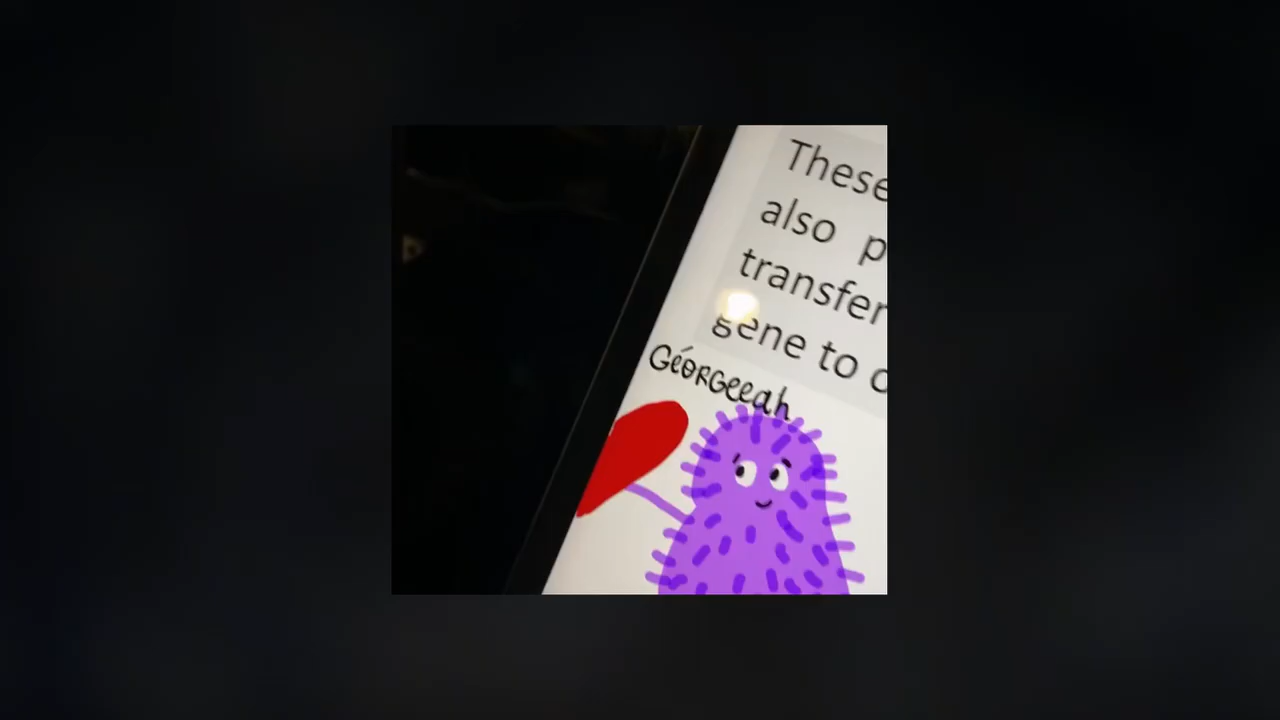 These
also p
transfer
gene to
GéoRGeeah